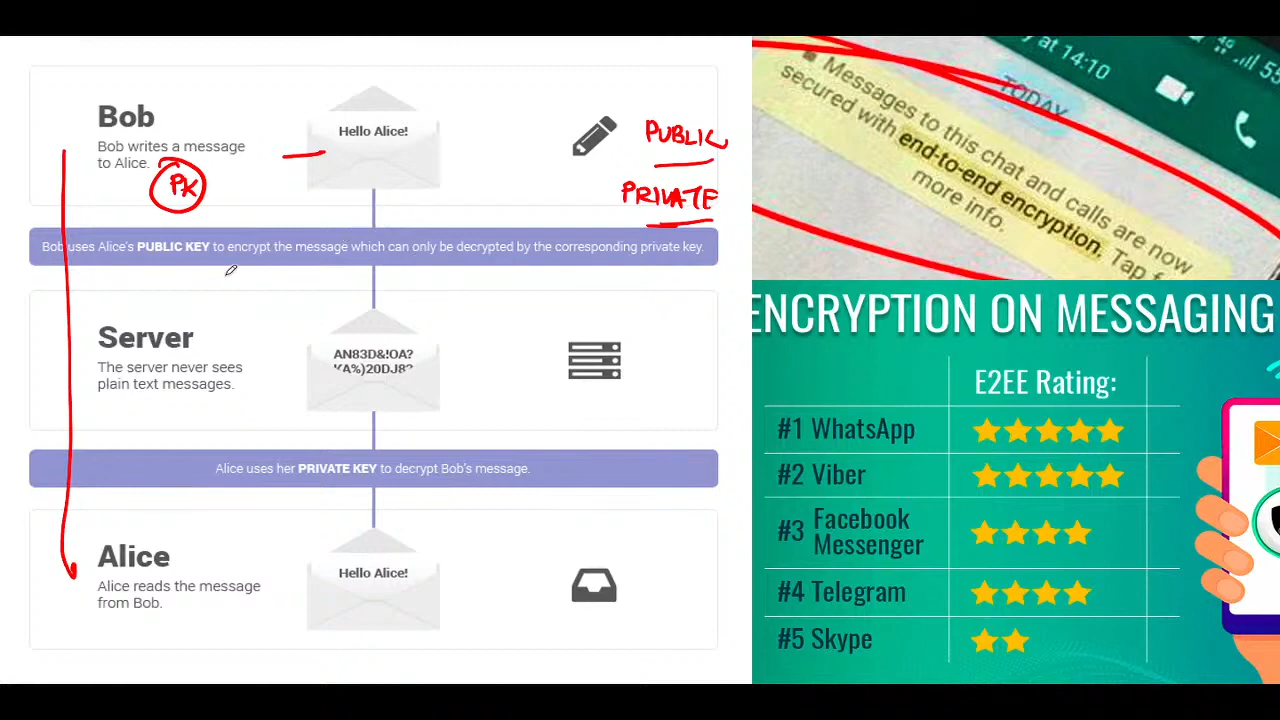 Bob
Bob writes a message
to Alice.
PK
Hello Alice!
PUBLIC
PRIVATE
Bob uses Alice's PUBLIC KEY to encrypt the message which can only be decrypted by the corresponding private key.
Server
The server never sees
plain text messages.
AN83D&!OA?
Alice uses her PRIVATE KEY to decrypt Bob's message.
Alice
Alice reads the message
from Bob.
Hello Alice!
at 14:10
4G
55
TODAY
Messages to this chat and calls are now
secured with end-to-end encryption. Tap
more info.
ENCRYPTION ON MESSAGING
E2EE Rating:
#1 WhatsApp
#2 Viber
#3 Facebook
Messenger
#4 Telegram
#5 Skype